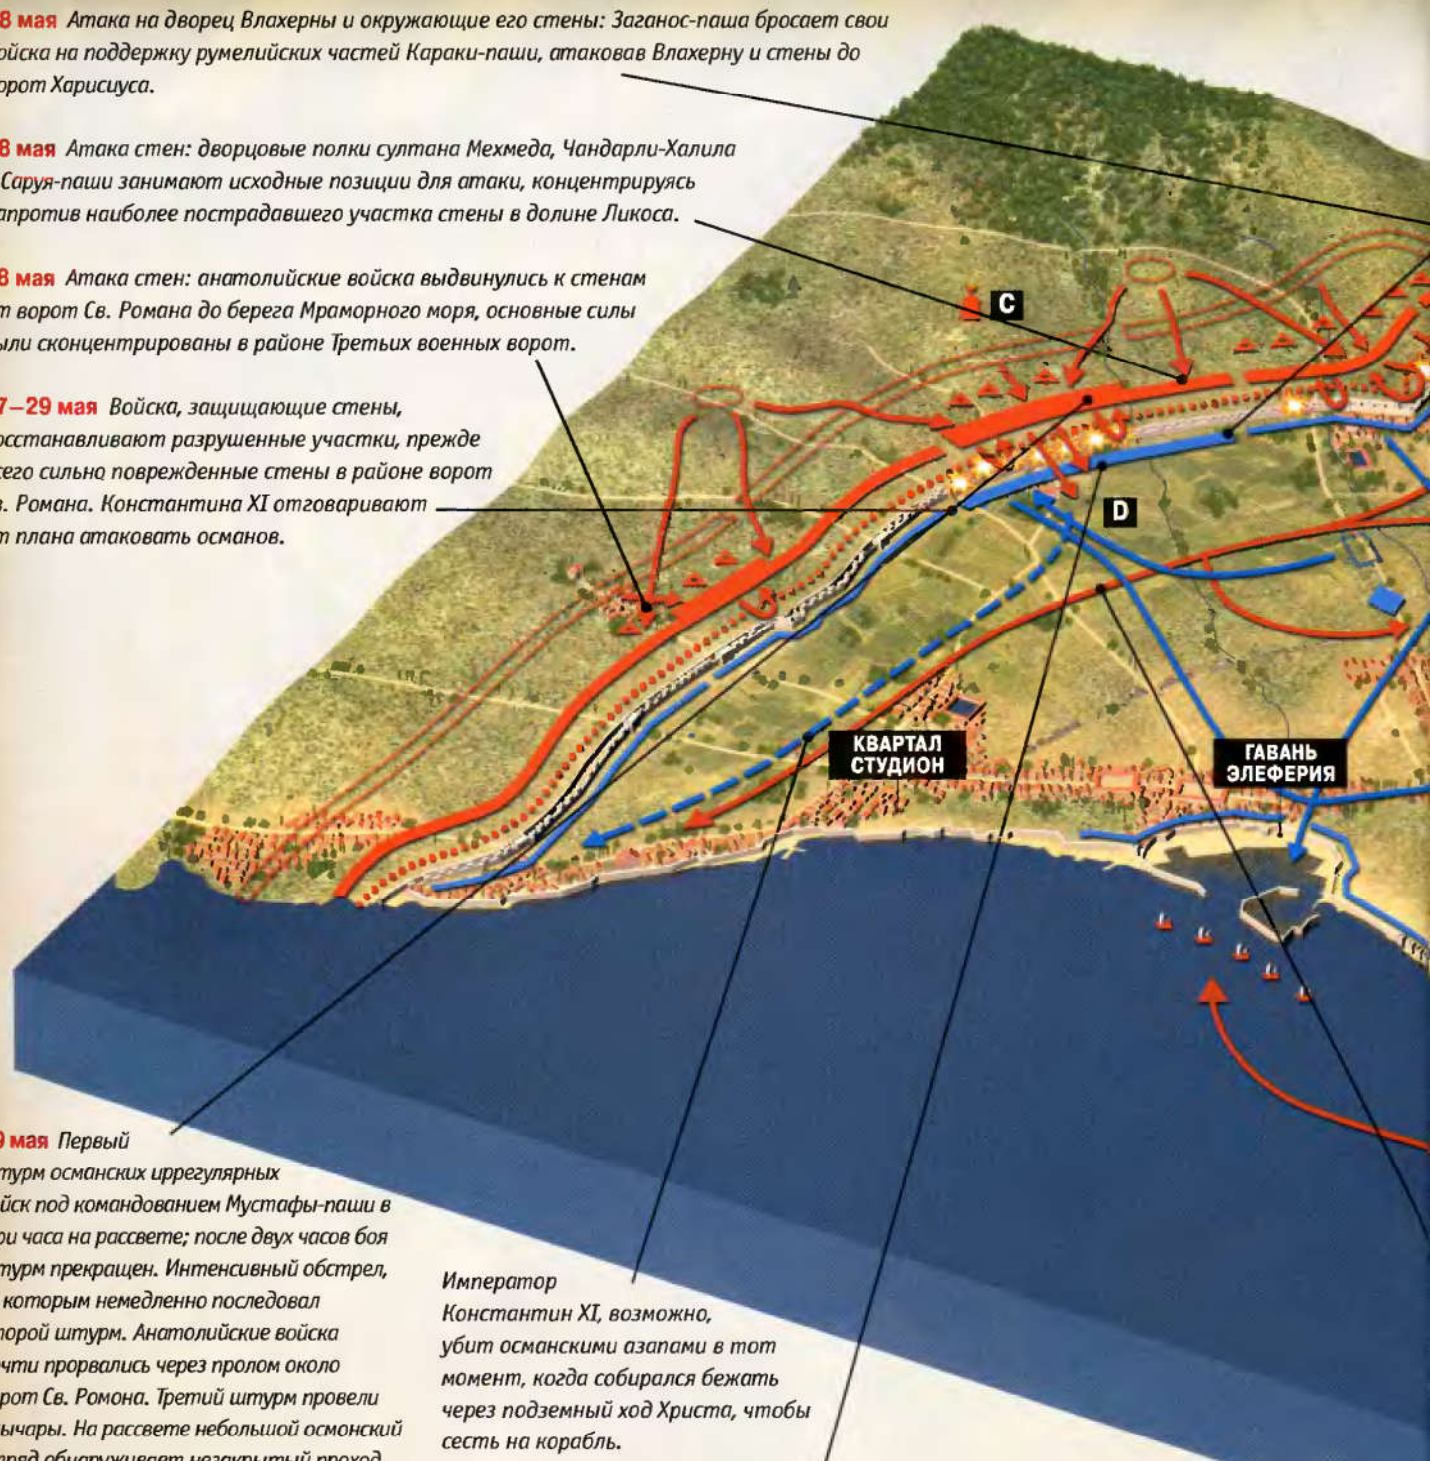 8 мая Атака на дворец Влахерны и окружающие его стены: Заганос-паша бросает свои
ойска на поддержку румелийских частей Караки-паши, атаковав Влахерну и стены до
орот Харисиуса.
8 мая Атака стен: дворцовые полки султана Мехмеда, Чандарли-Халила
Саруя-паши занимают исходные позиции для атаки, концентрируясь
апротив наиболее пострадавшего участка стены в долине Ликоса.
8 мая Атака стен: анатолийские войска выдвинулись к стенам
т ворот Св. Романа до берега Мраморного моря, основные силы
ыли сконцентрированы в районе Третьих военных ворот.
7–29 мая Войска, защищающие стены,
осстанавливают разрушенные участки, прежде
сего сильно поврежденные стены в районе ворот
в. Романа. Константина XI отговаривают
т плана атаковать османов.
C
D
КВАРТАЛ
СТУДИОН
ГАВАНЬ
ЭЛЕФЕРИЯ
9 мая Первый
турм османских иррегулярных
йск под командованием Мустафы-паши в
ри часа на рассвете; после двух часов боя
турм прекращен. Интенсивный обстрел,
которым немедленно последовал
торой штурм. Анатолийские войска
чти прорвались через пролом около
рот Св. Ромона. Третий штурм провели
ычары. На рассвете небольшой осмонский
тряд обнаруживает незакрытый проход
Император
Константин XI, возможно,
убит османскими азапами в тот
момент, когда собирался бежать
через подземный ход Христа, чтобы
сесть на корабль.